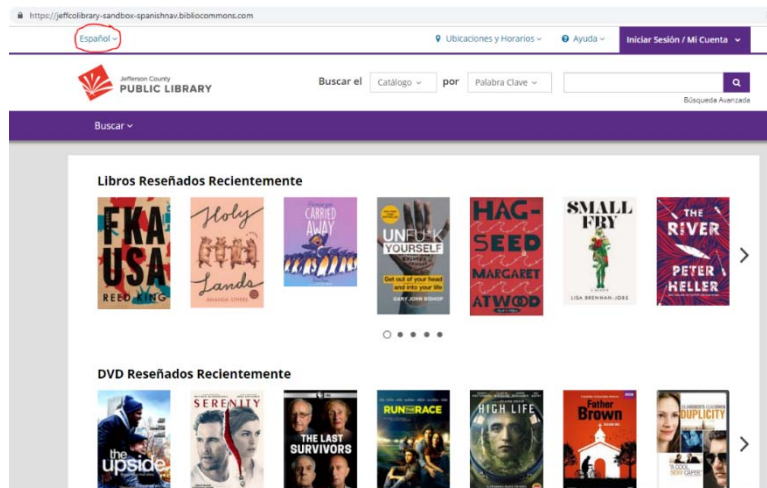 https://jeffcolibrary-sandbox-spanishnav.bibliocommons.com
Español
Ubicaciones y Horarios
Ayuda
Iniciar Sesión / Mi Cuenta
Jefferson County
PUBLIC LIBRARY
Buscar el
Catálogo
por
Palabra Clave
Búsqueda Avanzada
Buscar
Libros Reseñados Recientemente
FKA
USA
REED KING
Holy
Lands
AMANDA STHERS
CARRIED
AWAY
UNFU*K
YOURSELF
Get out of your head
and into your life
GARY JOHN BISHOP
HAG-
SEED
MARGARET
ATWOOD
SMALL
FRY
LISA BRENNAN-JOBS
THE
RIVER
PETER
HELLER
DVD Reseñados Recientemente
the
upside
SERENITY
THE LAST
SURVIVORS
RUN THE RACE
HIGH LIFE
Father
Brown
DUPLICITY